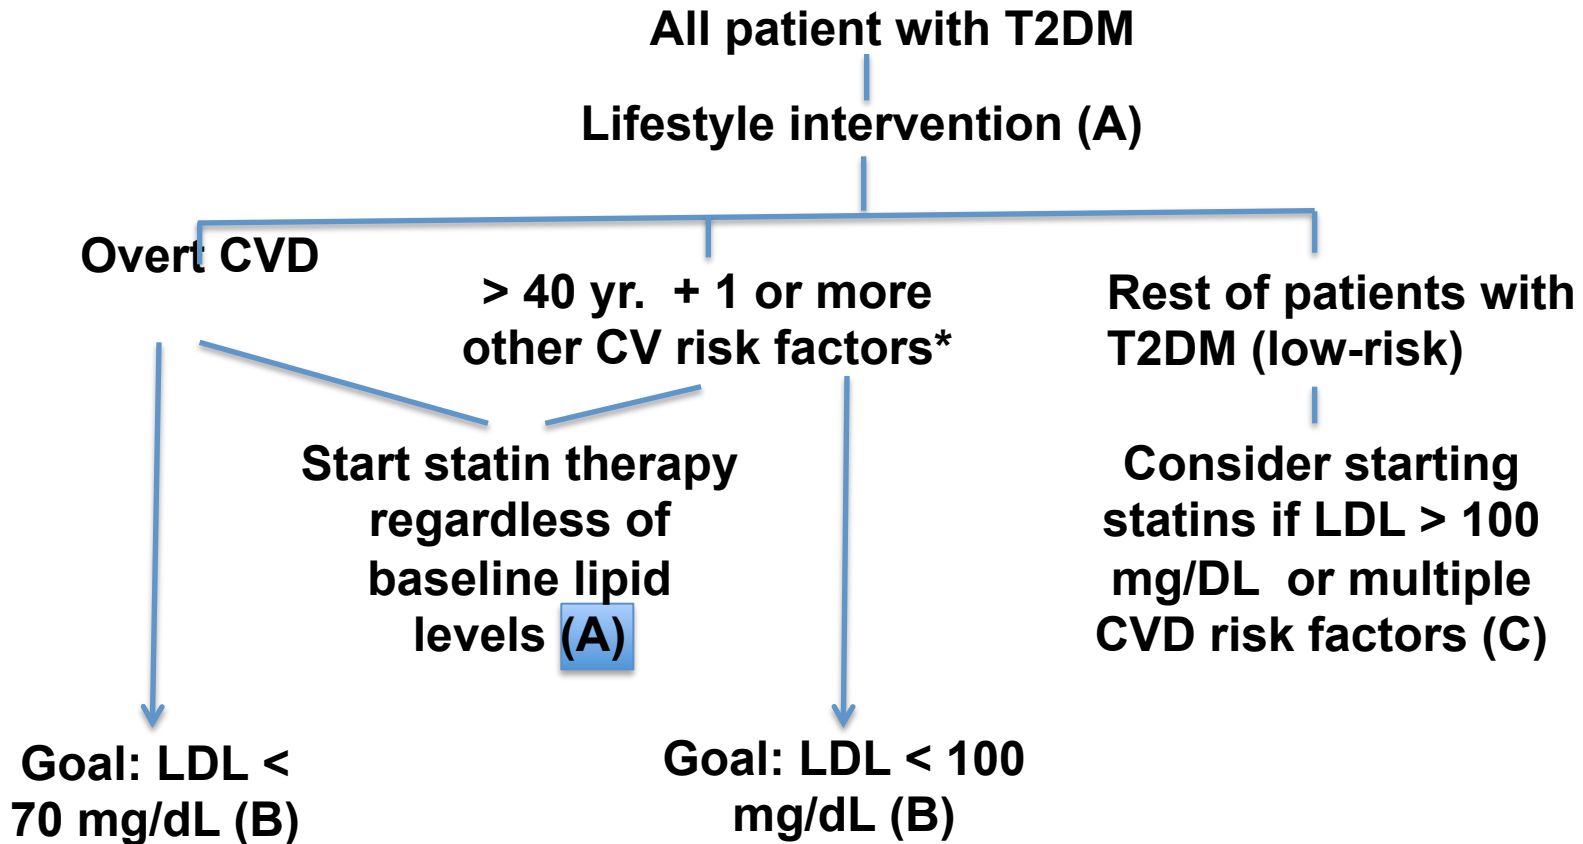 All patient with T2DM
Lifestyle intervention (A)
Overt CVD
> 40 yr. + 1 or more
other CV risk factors*
Rest of patients with
T2DM (low-risk)
Start statin therapy
regardless of
baseline lipid
levels (A)
Consider starting
statins if LDL > 100
mg/DL or multiple
CVD risk factors (C)
Goal: LDL <
70 mg/dL (B)
Goal: LDL < 100
mg/dL (B)